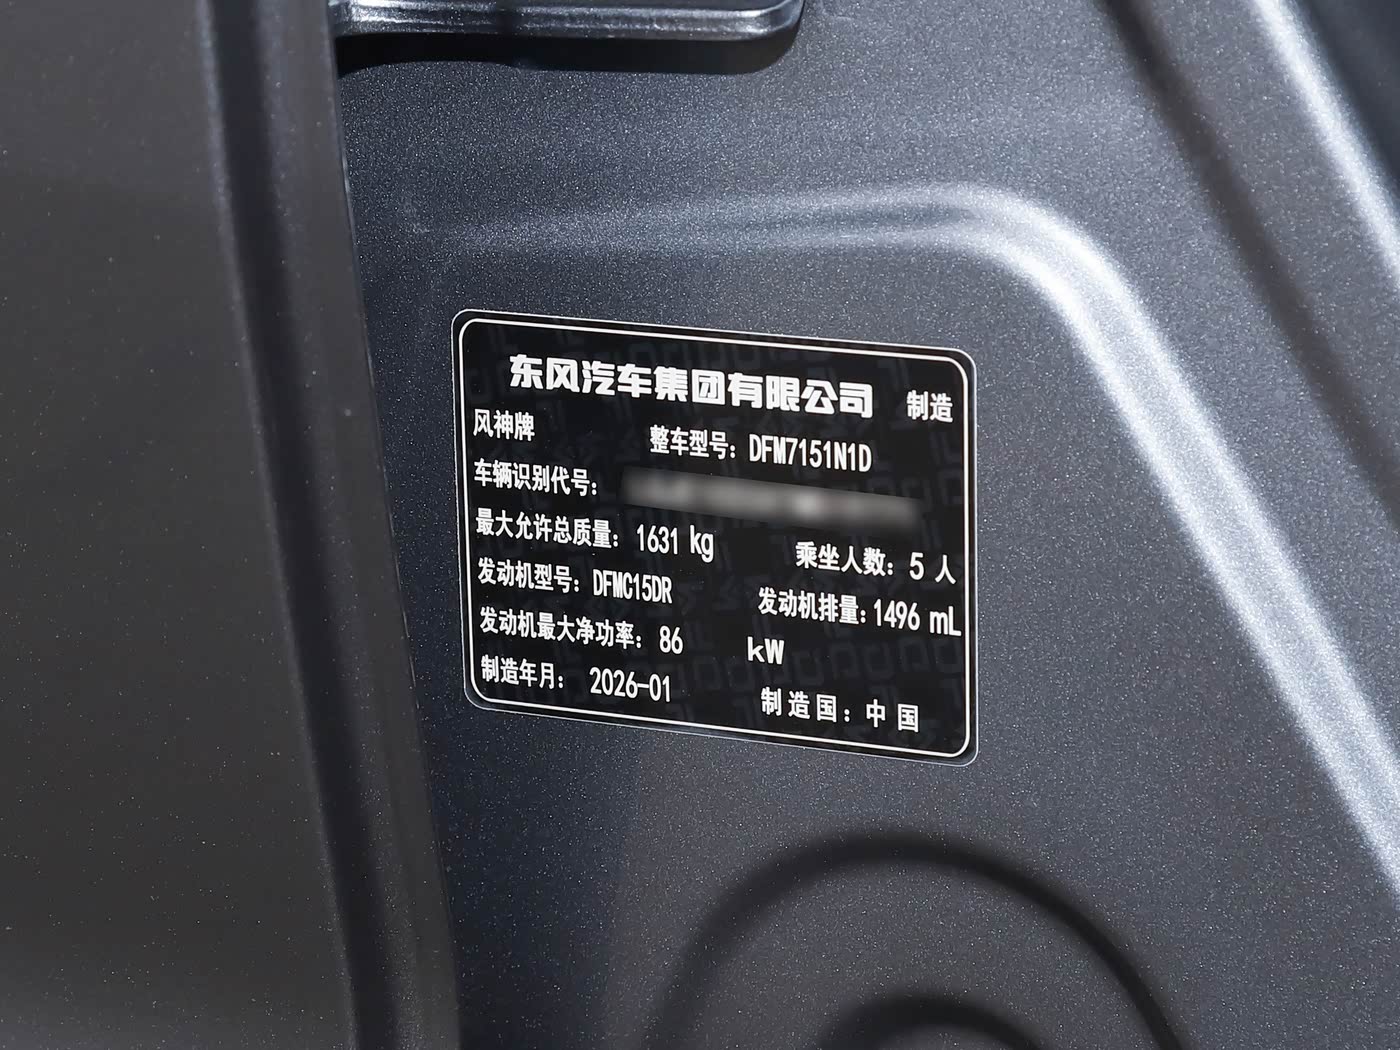 东风汽车集团有限公司 制造
风神牌 整车型号：DFM7151N1D
车辆识别代号：
最大允许总质量：1631 kg 乘坐人数：5 人
发动机型号：DFMC15DR 发动机排量：1496 mL
发动机最大净功率：86 kW
制造年月：2026-01 制造国：中国